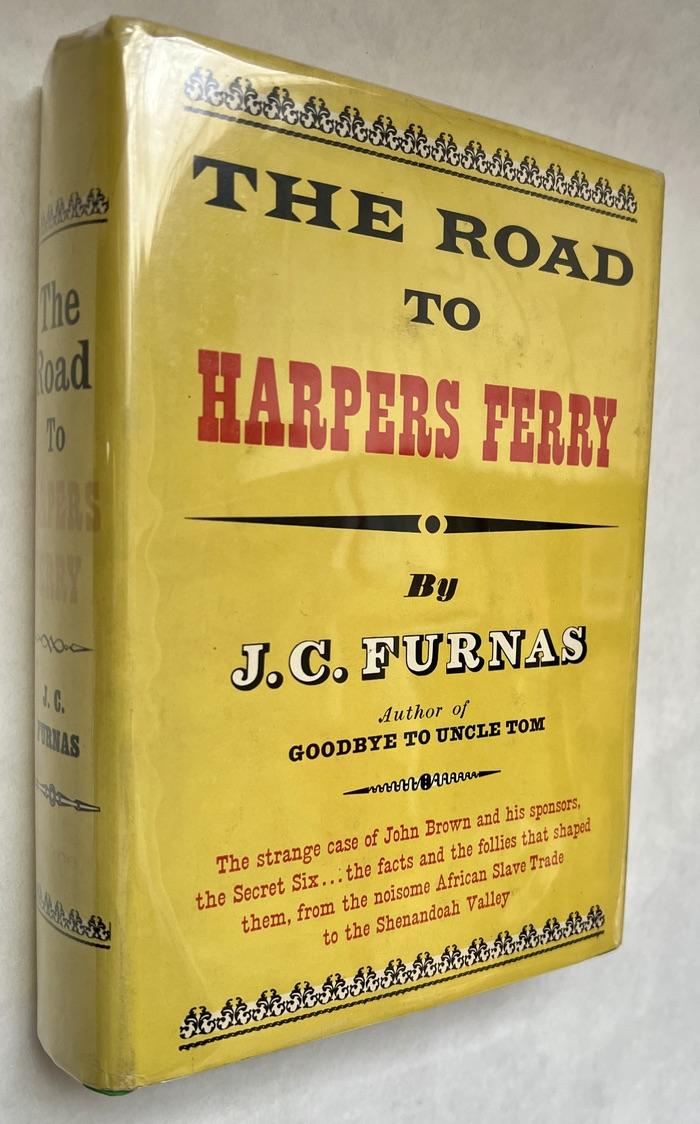 The
Road
To
J. C.
FURNAS
THE ROAD
TO
HARPERS FERRY
By
J.C. FURNAS
Author of
GOODBYE TO UNCLE TOM
The strange case of John Brown and his sponsors,
the Secret Six...the facts and the follies that shaped
them, from the noisome African Slave Trade
to the Shenandoah Valley